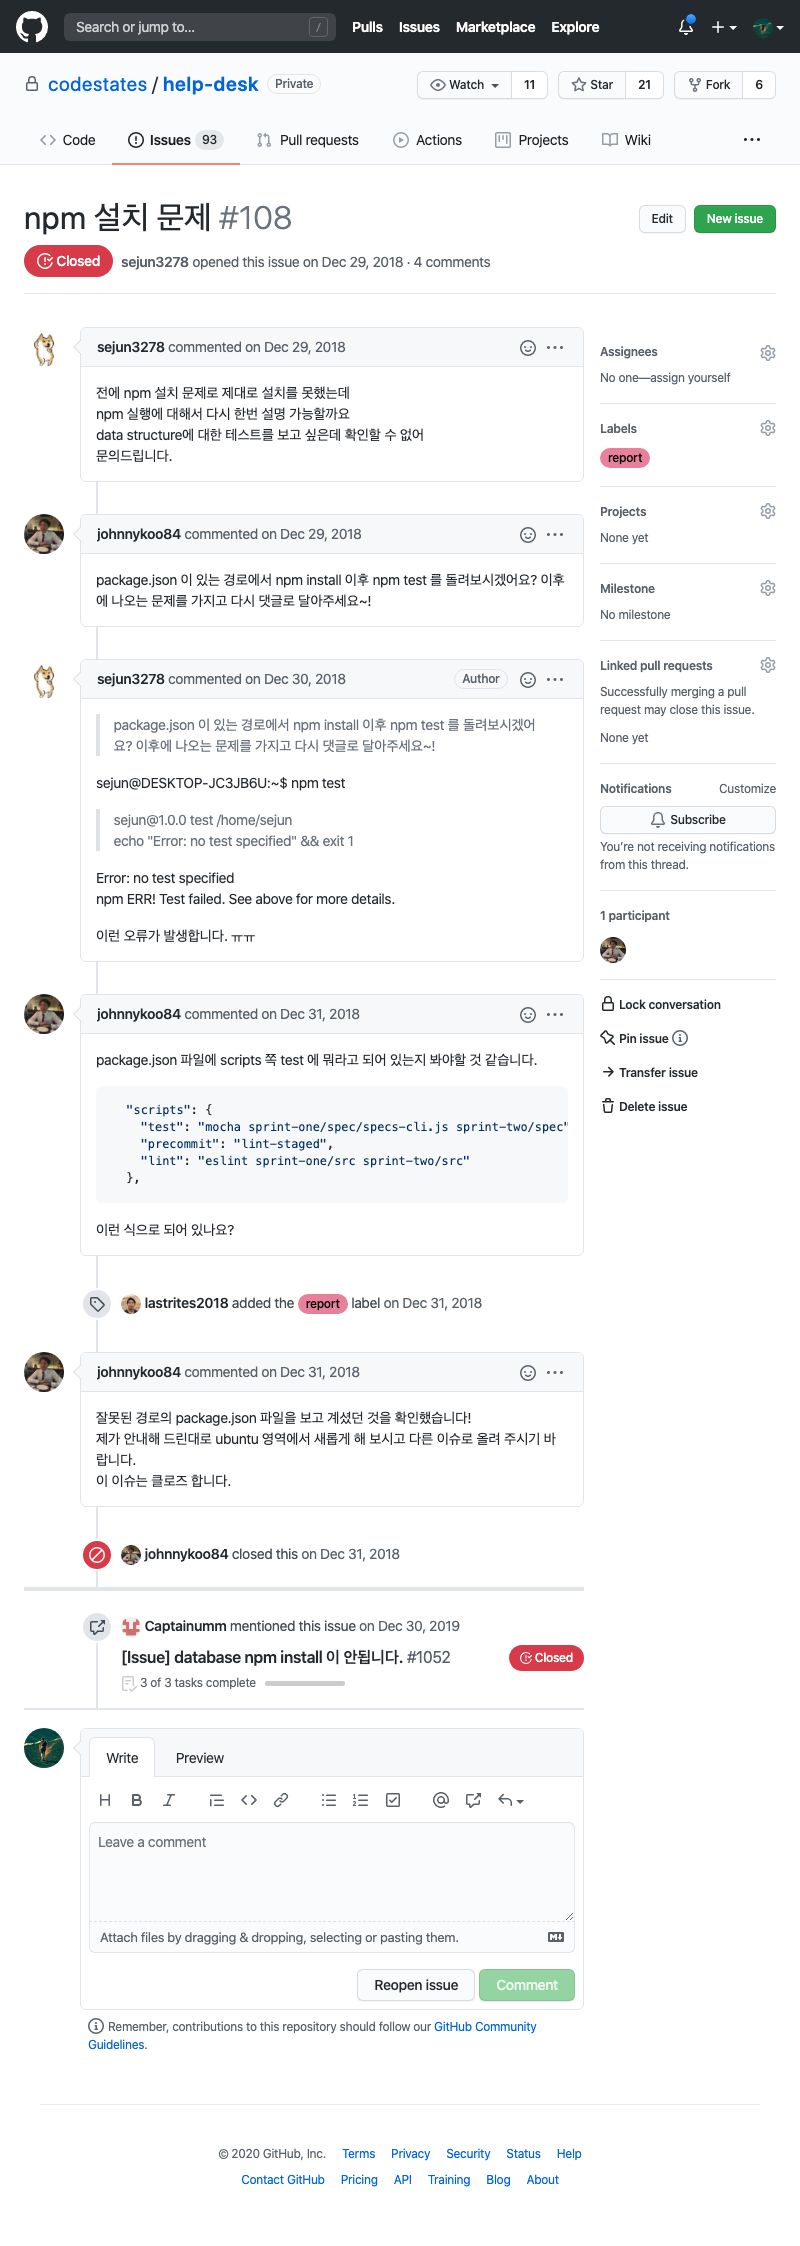 Search or jump to... /
Pulls Issues Marketplace Explore
codestates / help-desk Private
Watch 11 Star 21 Fork 6
Code Issues 93 Pull requests Actions Projects Wiki ...
npm 설치 문제 #108
Edit New issue
Closed sejun3278 opened this issue on Dec 29, 2018 · 4 comments
sejun3278 commented on Dec 29, 2018
전에 npm 설치 문제로 제대로 설치를 못했는데
npm 실행에 대해서 다시 한번 설명 가능할까요
data structure에 대한 테스트를 보고 싶은데 확인할 수 없어
문의드립니다.
johnnykoo84 commented on Dec 29, 2018
package.json 이 있는 경로에서 npm install 이후 npm test 를 돌려보시겠어요? 이후
에 나오는 문제를 가지고 다시 댓글로 달아주세요~!
sejun3278 commented on Dec 30, 2018 Author
package.json 이 있는 경로에서 npm install 이후 npm test 를 돌려보시겠어
요? 이후에 나오는 문제를 가지고 다시 댓글로 달아주세요~!
sejun@DESKTOP-JC3JB6U:~$ npm test
sejun@1.0.0 test /home/sejun
echo "Error: no test specified" && exit 1
Error: no test specified
npm ERR! Test failed. See above for more details.
이런 오류가 발생합니다. ㅠㅠ
johnnykoo84 commented on Dec 31, 2018
package.json 파일에 scripts 쪽 test 에 뭐라고 되어 있는지 봐야할 것 같습니다.
"scripts": {
"test": "mocha sprint-one/spec/specs-cli.js sprint-two/spec"
"precommit": "lint-staged",
"lint": "eslint sprint-one/src sprint-two/src"
},
이런 식으로 되어 있나요?
lastrites2018 added the report label on Dec 31, 2018
johnnykoo84 commented on Dec 31, 2018
잘못된 경로의 package.json 파일을 보고 계셨던 것을 확인했습니다!
제가 안내해 드린대로 ubuntu 영역에서 새롭게 해 보시고 다른 이슈로 올려 주시기 바
랍니다.
이 이슈는 클로즈 합니다.
johnnykoo84 closed this on Dec 31, 2018
Captainumm mentioned this issue on Dec 30, 2019
[Issue] database npm install 이 안됩니다. #1052 Closed
3 of 3 tasks complete
Write Preview
H B I
Leave a comment
Attach files by dragging & dropping, selecting or pasting them.
Reopen issue Comment
Remember, contributions to this repository should follow our GitHub Community
Guidelines.
Assignees
No one—assign yourself
Labels
report
Projects
None yet
Milestone
No milestone
Linked pull requests
Successfully merging a pull
request may close this issue.
None yet
Notifications Customize
Subscribe
You're not receiving notifications
from this thread.
1 participant
Lock conversation
Pin issue
Transfer issue
Delete issue
© 2020 GitHub, Inc. Terms Privacy Security Status Help
Contact GitHub Pricing API Training Blog About